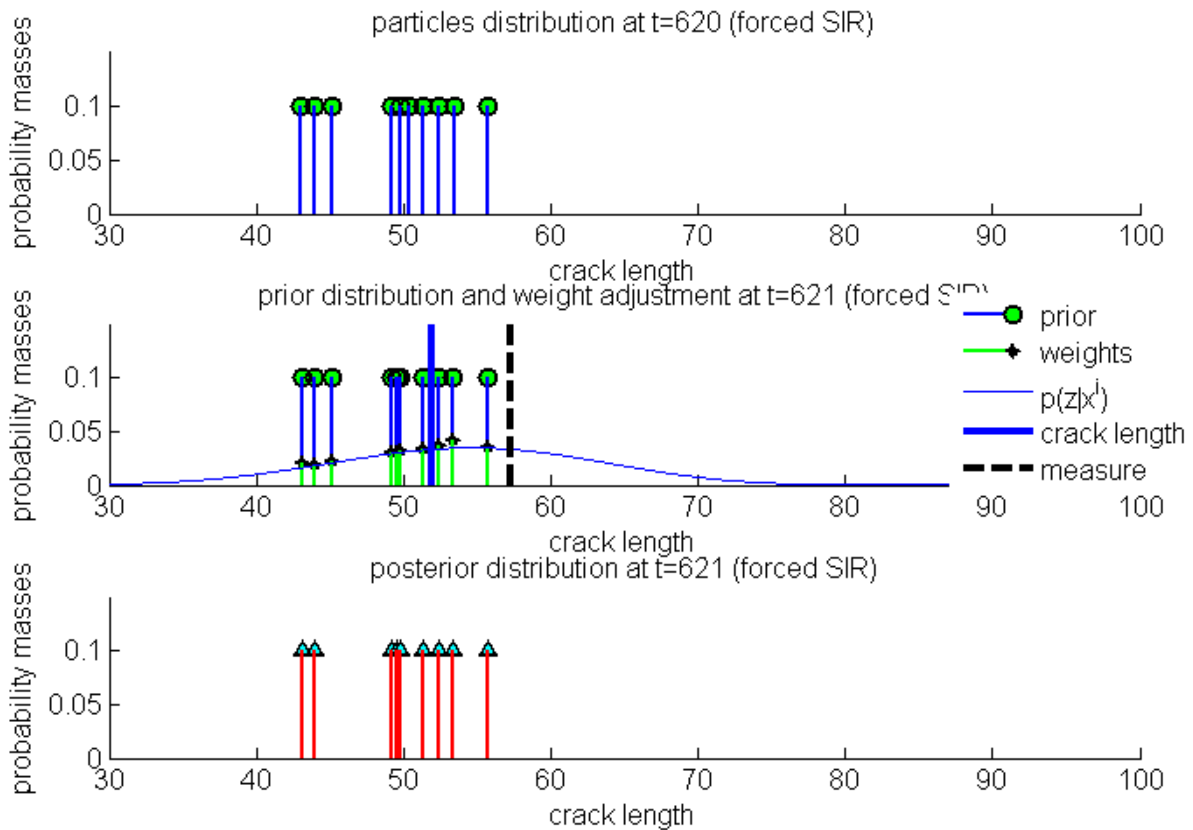 particles distribution at t=620 (forced SIR)
probability masses
0.1
0.05
0
30 40 50 60 70 80 90 100
crack length
prior distribution and weight adjustment at t=621 (forced SIR)
probability masses
0.1
0.05
0
30 40 50 60 70 80 90 100
crack length
prior
weights
p(z|x^i)
crack length
measure
posterior distribution at t=621 (forced SIR)
probability masses
0.1
0.05
0
30 40 50 60 70 80 90 100
crack length